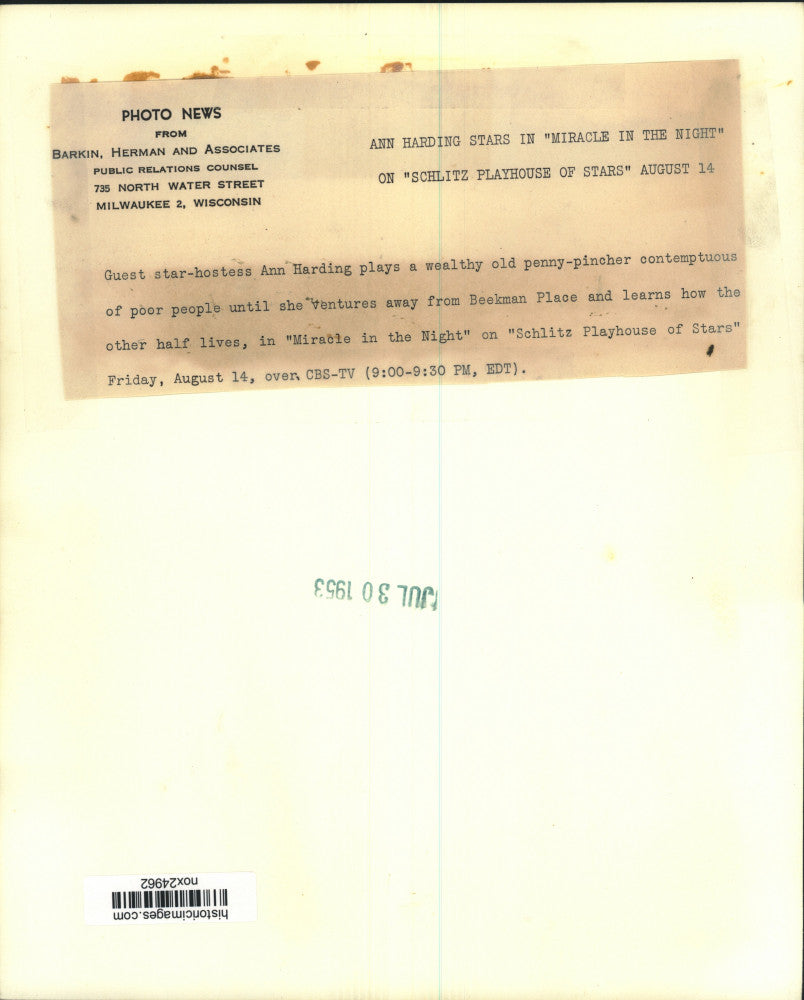 PHOTO NEWS
FROM
BARKIN, HERMAN AND ASSOCIATES
PUBLIC RELATIONS COUNSEL
735 NORTH WATER STREET
MILWAUKEE 2, WISCONSIN
ANN HARDING STARS IN "MIRACLE IN THE NIGHT"
ON "SCHLITZ PLAYHOUSE OF STARS" AUGUST 14
Guest star-hostess Ann Harding plays a wealthy old penny-pincher contemptuous
of poor people until she ventures away from Beekman Place and learns how the
other half lives, in "Miracle in the Night" on "Schlitz Playhouse of Stars"
Friday, August 14, over CBS-TV (9:00-9:30 PM, EDT).
JUL 30 1953
historicimages.com
nox24962